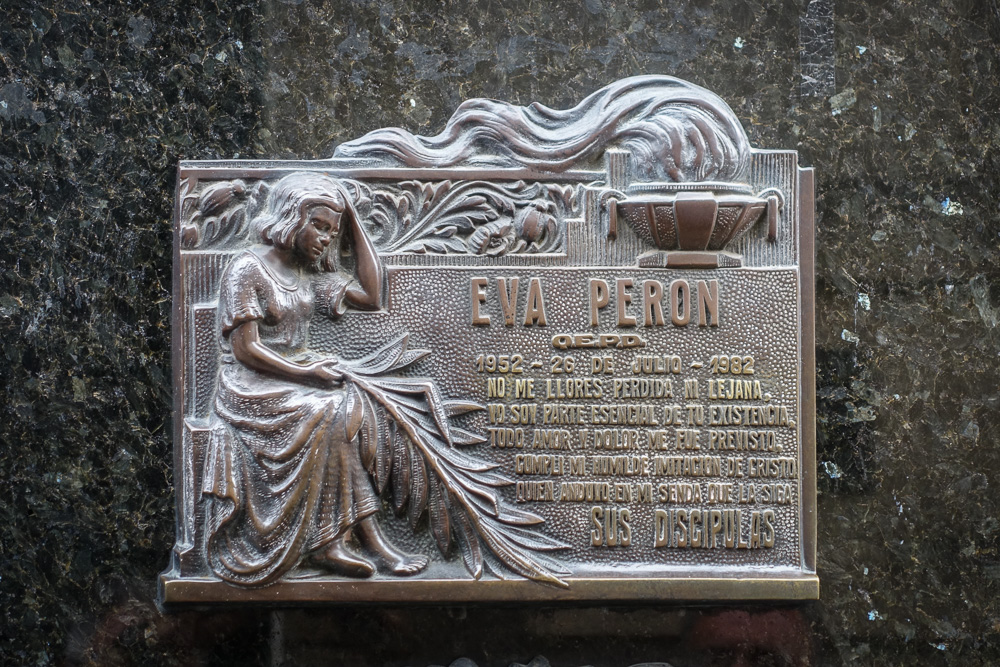 EVA PERON
Q.E.P.D.
1952 - 26 DE JULIO - 1982
NO ME LLORES PERDIDA NI LEJANA.
YO SOY PARTE ESENCIAL DE TU EXISTENCIA,
TODO AMOR Y DOLOR ME FUE PREVISTO,
CUMPLI MI HUMILDE IMITACION DE CRISTO
QUIEN ANDUVO EN MI SENDA QUE LA SIGA
SUS DISCIPULAS